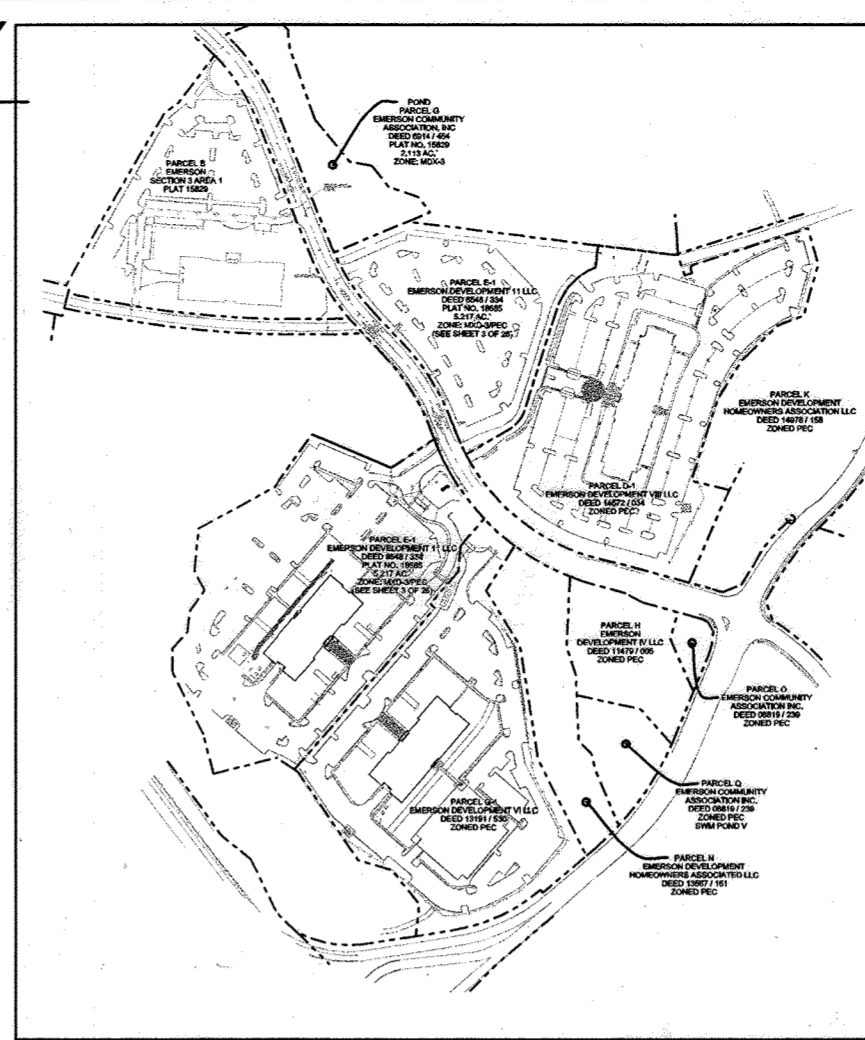 POND
PARCEL G
EMERSON COMMUNITY
ASSOCIATION, INC
DEED 6914 / 454
PLAT NO. 15829
2.113 AC.
ZONE: MDX-3
PARCEL B
EMERSON
SECTION 3 AREA 1
PLAT 15829
PARCEL E-1
EMERSON DEVELOPMENT 11 LLC
DEED 8548 / 334
PLAT NO. 18685
5.217 AC.
ZONE: MXD-3/PEC
(SEE SHEET 3 OF 26)
PARCEL K
EMERSON DEVELOPMENT
HOMEOWNERS ASSOCIATION LLC
DEED 14978 / 158
ZONED PEC
PARCEL D-1
EMERSON DEVELOPMENT VIII LLC
DEED 14572 / 034
ZONED PEC
PARCEL E-1
EMERSON DEVELOPMENT 11 LLC
DEED 8548 / 334
PLAT NO. 18685
5.217 AC.
ZONE: MXD-3/PEC
(SEE SHEET 3 OF 26)
PARCEL H
EMERSON
DEVELOPMENT IV LLC
DEED 11479 /
ZONED PEC
PARCEL O
EMERSON COMMUNITY
ASSOCIATION INC.
DEED 08819 / 239
ZONED PEC
PARCEL Q
EMERSON COMMUNITY
ASSOCIATION INC.
DEED 08819 / 239
ZONED PEC
SWM POND V
PARCEL G-1
EMERSON DEVELOPMENT VI LLC
DEED 13191 / 530
ZONED PEC
PARCEL N
EMERSON DEVELOPMENT
HOMEOWNERS ASSOCIATED LLC
DEED 13667 / 161
ZONED PEC